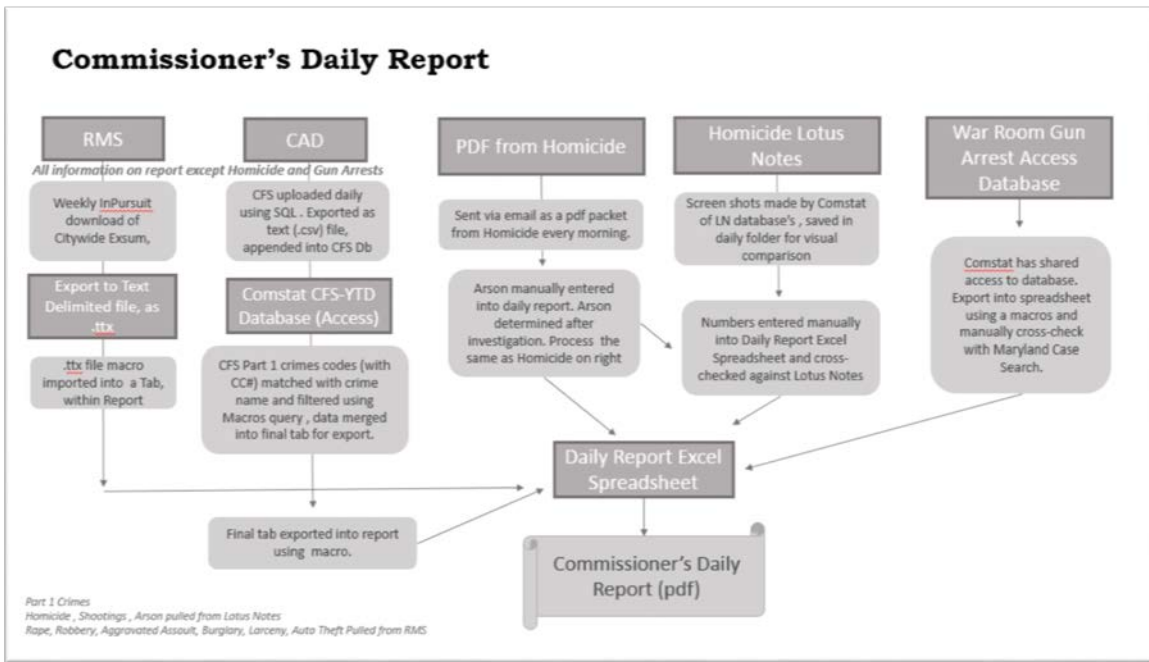 Commissioner's Daily Report
RMS
CAD
PDF from Homicide
Homicide Lotus
Notes
War Room Gun
Arrest Access
Database
All information on report except Homicide and Gun Arrests
Weekly InPursuit
download of
Citywide Exsum,
CFS uploaded daily
using SQL . Exported as
text (.csv) file,
appended into CFS Db
Sent via email as a pdf packet
from Homicide every morning.
Screen shots made by Comstat
of LN database's , saved in
daily folder for visual
comparison
Comstat has shared
access to database.
Export into spreadsheet
using a macros and
manually cross-check
with Maryland Case
Search.
Export to Text
Delimited file, as
.ttx
Comstat CFS-YTD
Database (Access)
Arson manually entered
into daily report. Arson
determined after
investigation. Process the
same as Homicide on right
Numbers entered manually
into Daily Report Excel
Spreadsheet and cross-
checked against Lotus Notes
.ttx file macro
imported into a Tab,
within Report
CFS Part 1 crimes codes (with
CC#) matched with crime
name and filtered using
Macros query , data merged
into final tab for export.
Daily Report Excel
Spreadsheet
Final tab exported into report
using macro.
Commissioner's Daily
Report (pdf)
Part 1 Crimes
Homicide , Shootings , Arson pulled from Lotus Notes
Rape, Robbery, Aggravated Assault, Burglary, Larceny, Auto Theft Pulled from RMS